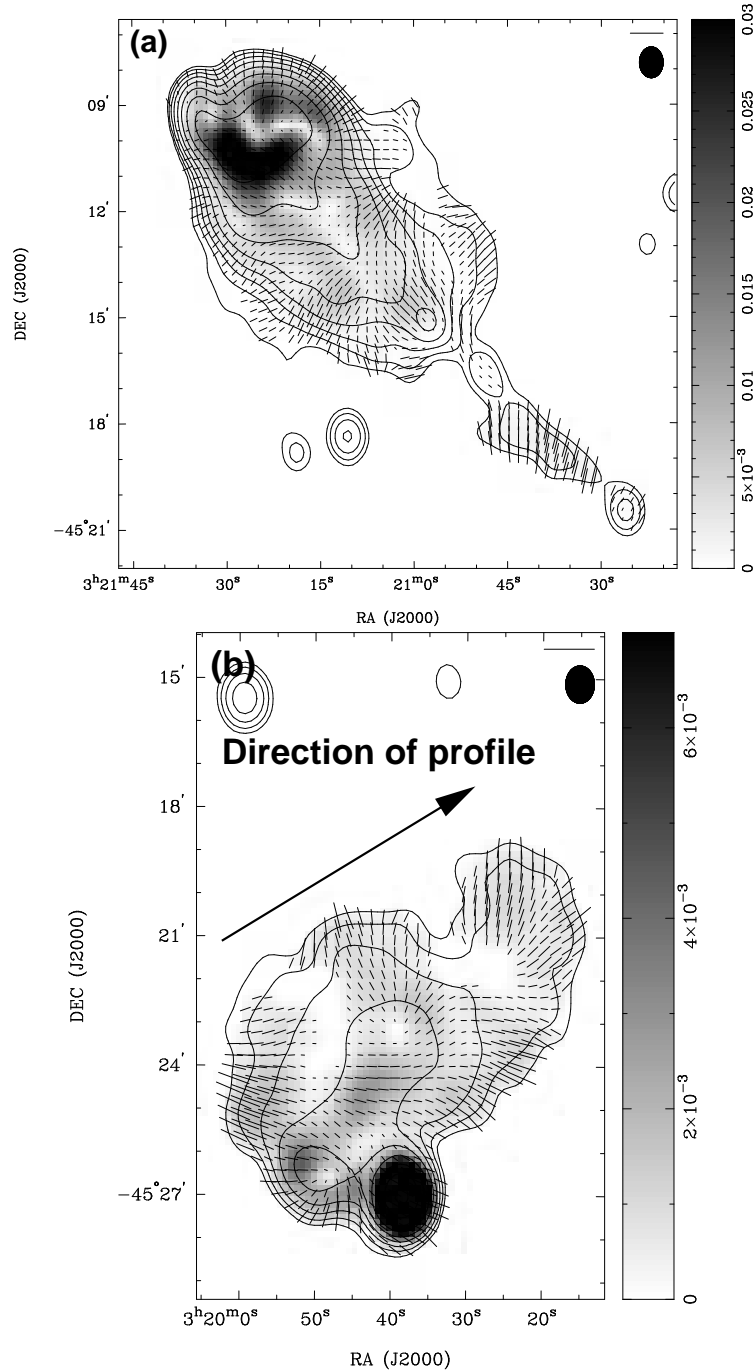 (a)
09′
12′
15′
18′
−45°21′
DEC (J2000)
3ʰ21ᵐ45ˢ
30ˢ
15ˢ
21ᵐ0ˢ
45ˢ
30ˢ
RA (J2000)
0
5×10⁻³
0.01
0.015
0.02
0.025
0.03
(b)
Direction of profile
15′
18′
21′
24′
−45°27′
DEC (J2000)
3ʰ20ᵐ0ˢ
50ˢ
40ˢ
30ˢ
20ˢ
RA (J2000)
0
2×10⁻³
4×10⁻³
6×10⁻³